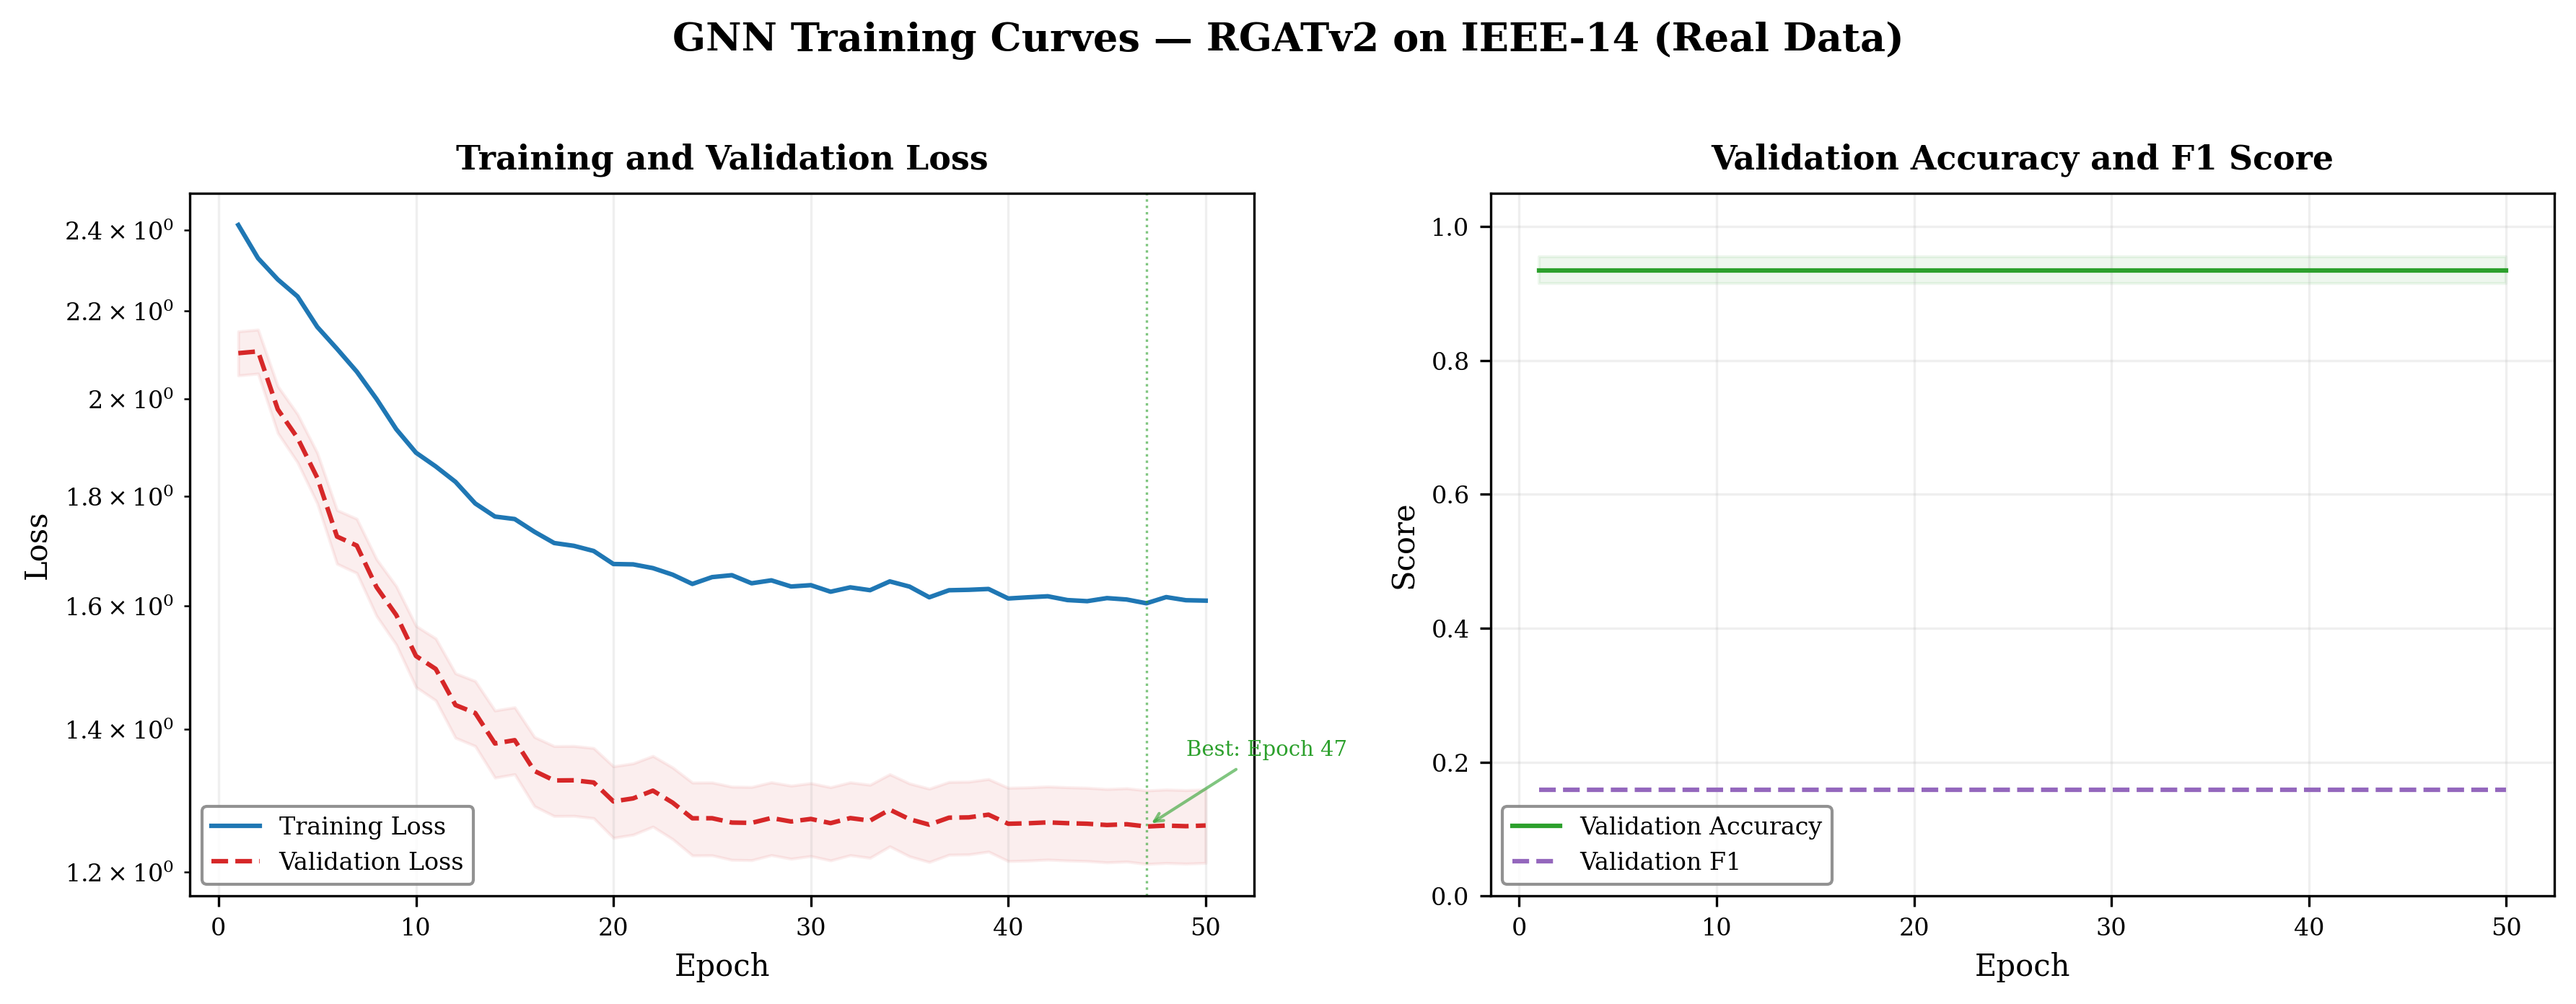 GNN Training Curves — RGATv2 on IEEE-14 (Real Data)
Training and Validation Loss
2.4 × 10⁰
2.2 × 10⁰
2 × 10⁰
1.8 × 10⁰
1.6 × 10⁰
1.4 × 10⁰
1.2 × 10⁰
Loss
Best: Epoch 47
Training Loss
Validation Loss
0 10 20 30 40 50
Epoch
Validation Accuracy and F1 Score
1.0
0.8
0.6
0.4
0.2
0.0
Score
Validation Accuracy
Validation F1
0 10 20 30 40 50
Epoch